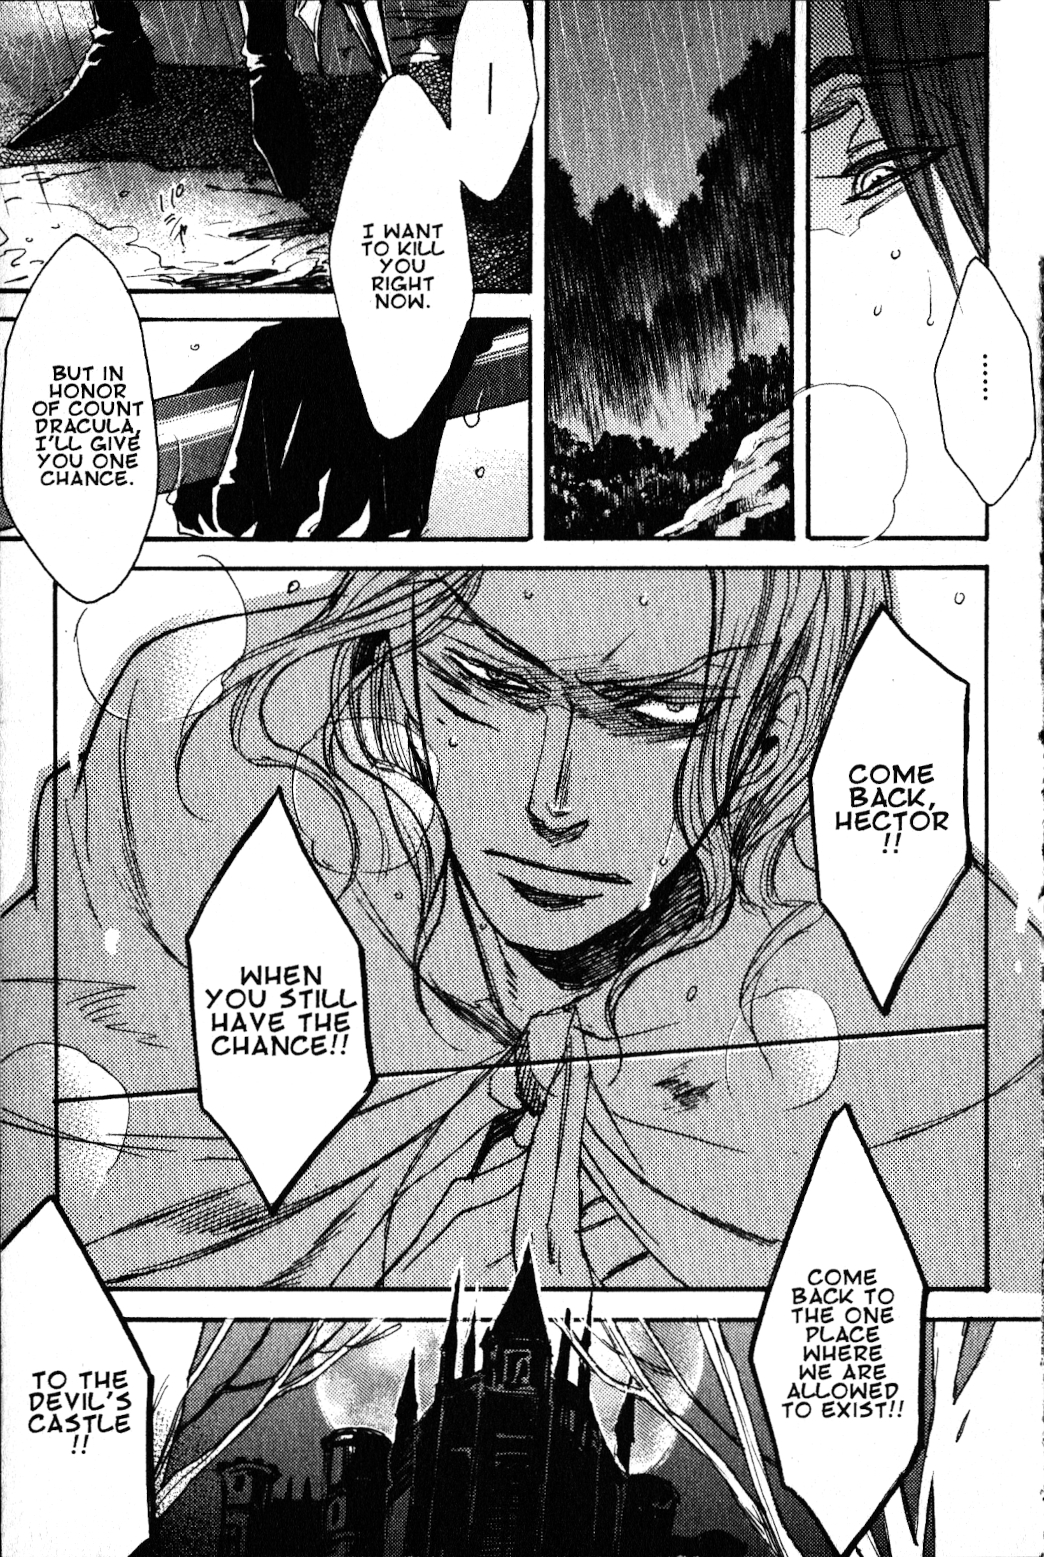 ......
I WANT
TO KILL
YOU
RIGHT
NOW.
BUT IN
HONOR
OF COUNT
DRACULA,
I'LL GIVE
YOU ONE
CHANCE.
COME
BACK,
HECTOR
!!
WHEN
YOU STILL
HAVE THE
CHANCE!!
COME
BACK TO
THE ONE
PLACE
WHERE
WE ARE
ALLOWED
TO EXIST!!
TO THE
DEVIL'S
CASTLE
!!